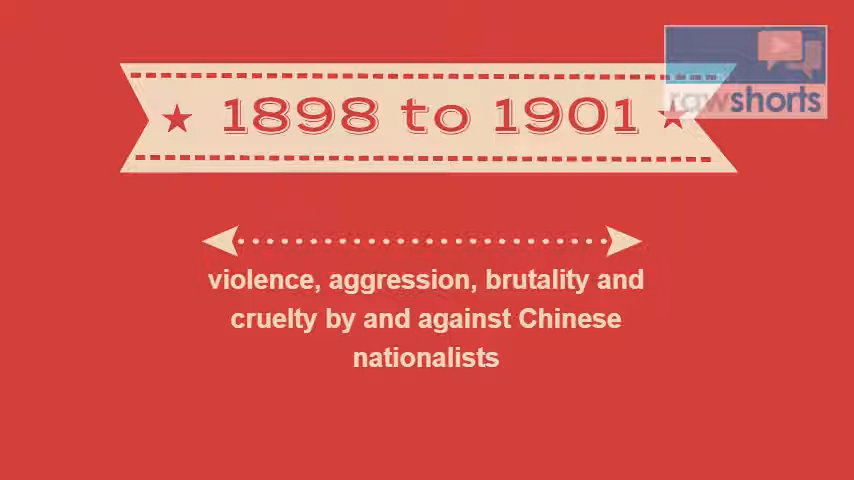 1898 to 1901
rawshorts
violence, aggression, brutality and
cruelty by and against Chinese
nationalists